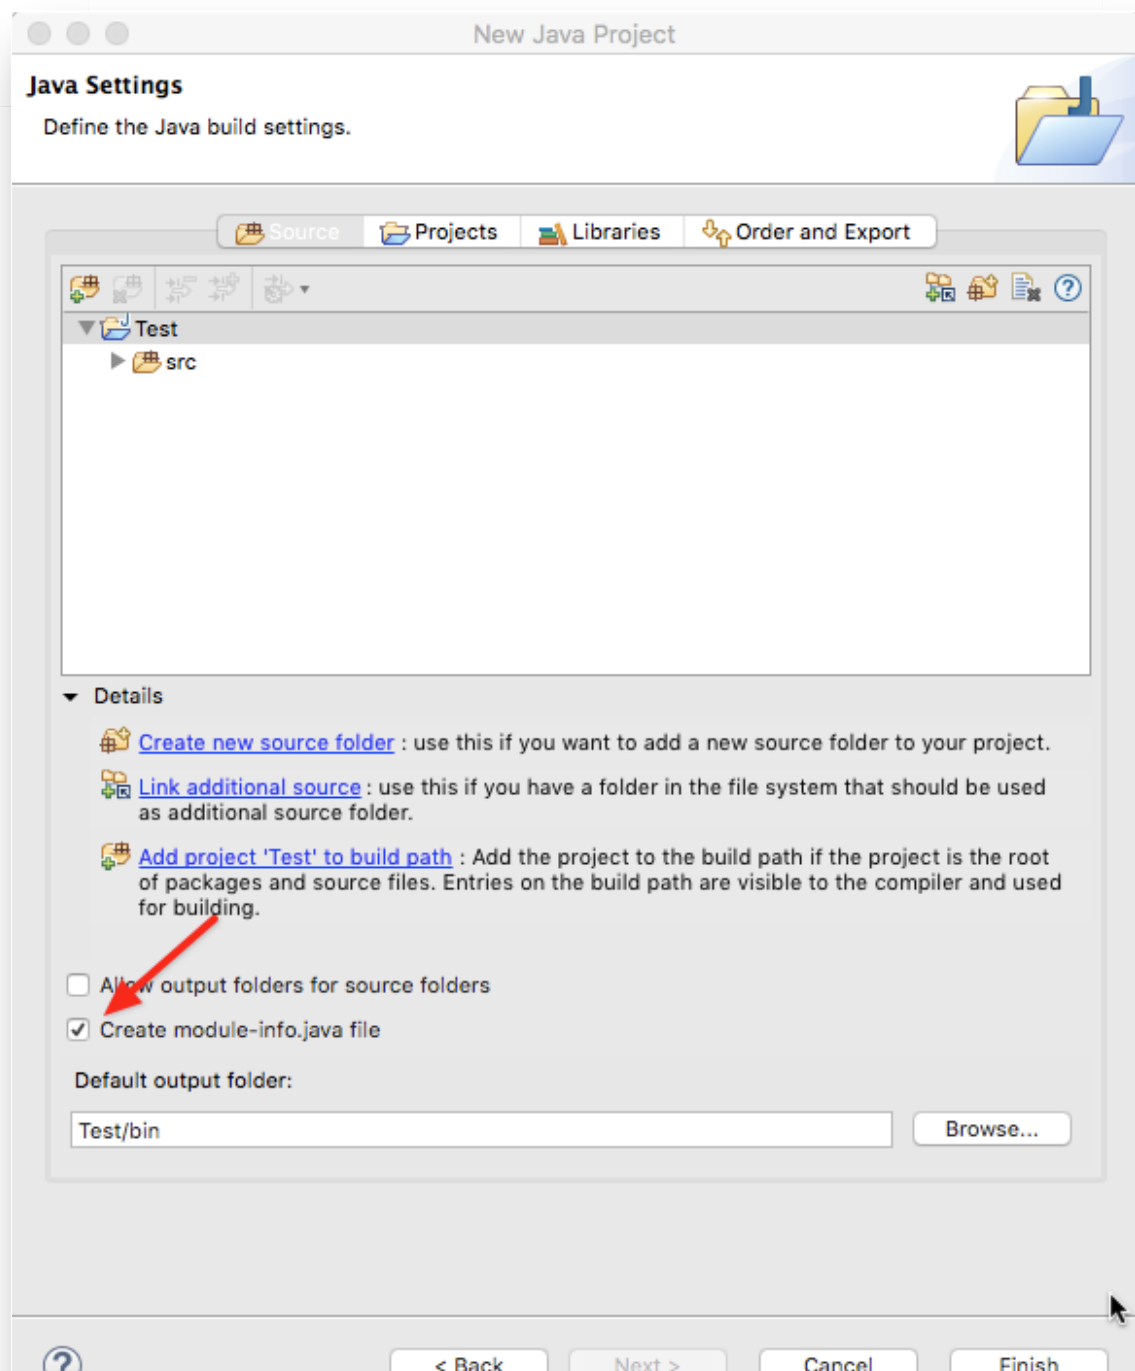 New Java Project
Java Settings
Define the Java build settings.
Source Projects Libraries Order and Export
Test
src
Details
Create new source folder : use this if you want to add a new source folder to your project.
Link additional source : use this if you have a folder in the file system that should be used
as additional source folder.
Add project 'Test' to build path : Add the project to the build path if the project is the root
of packages and source files. Entries on the build path are visible to the compiler and used
for building.
Allow output folders for source folders
Create module-info.java file
Default output folder:
Test/bin Browse...
< Back Next > Cancel Finish